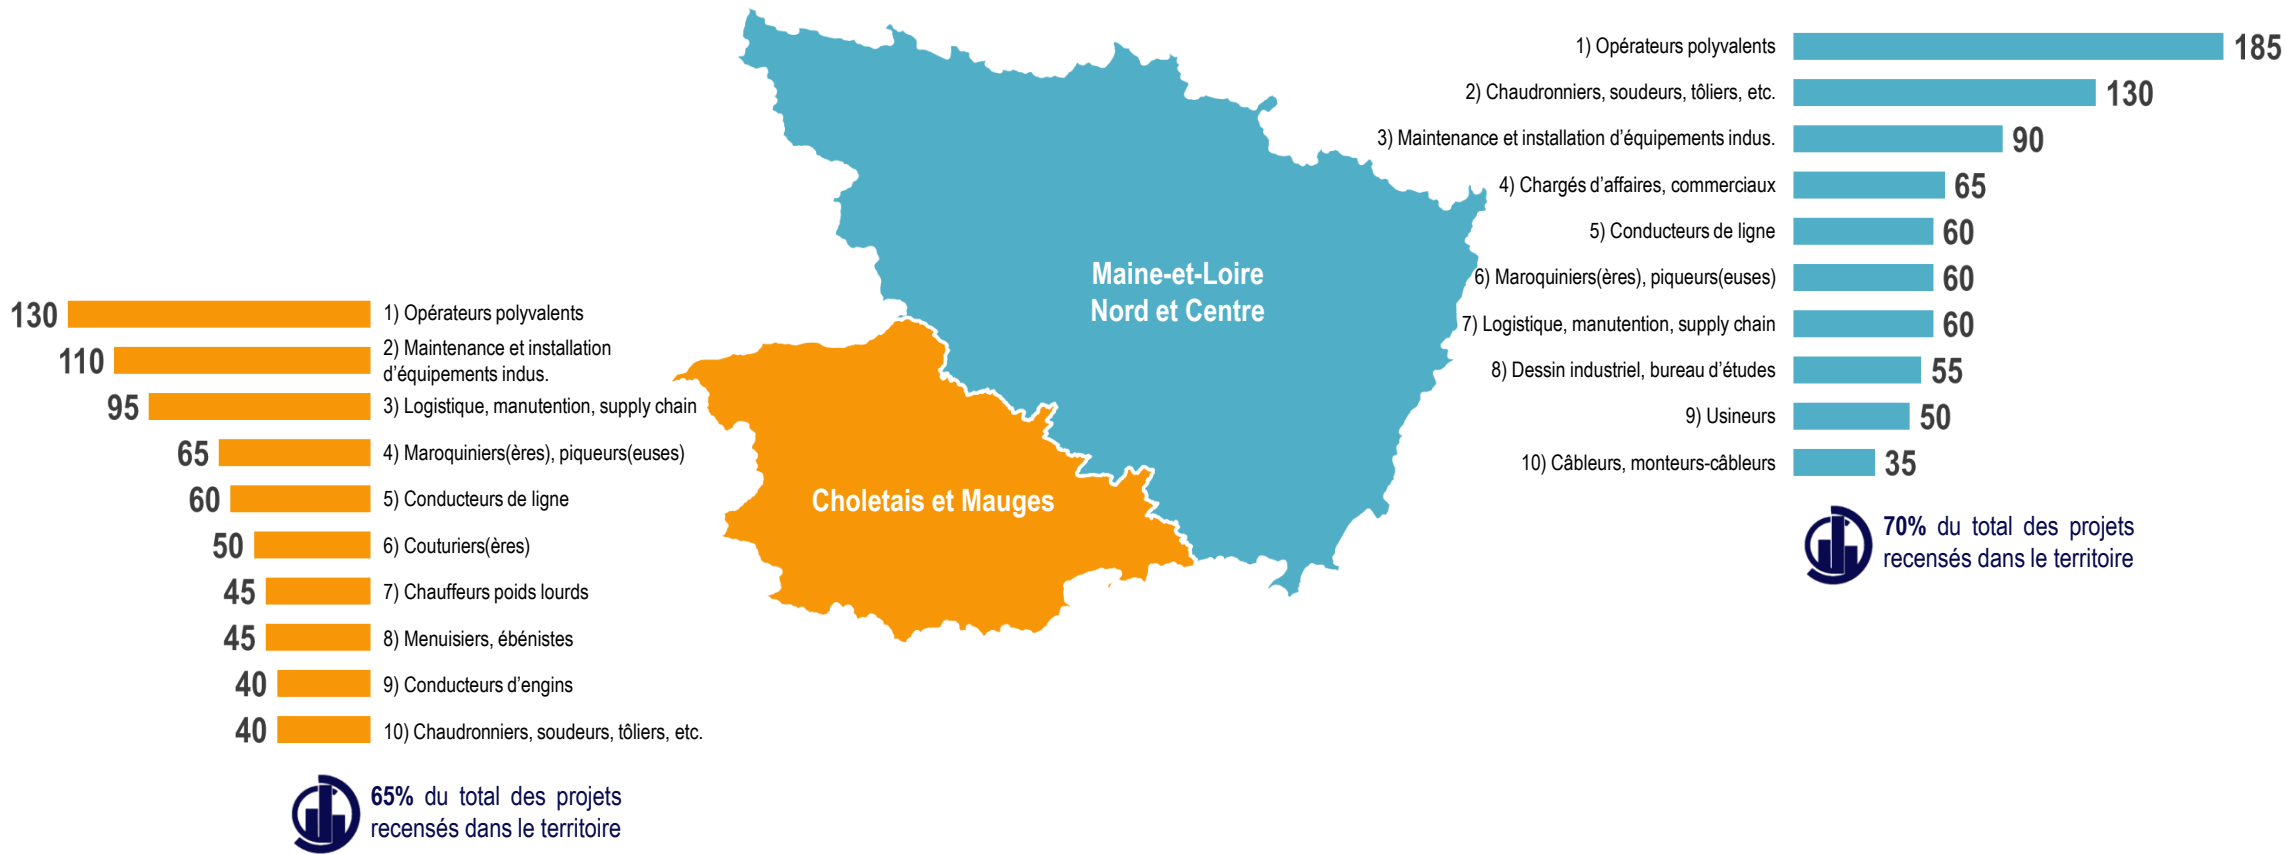 1) Opérateurs polyvalents 185
2) Chaudronniers, soudeurs, tôliers, etc. 130
3) Maintenance et installation d'équipements indus. 90
4) Chargés d'affaires, commerciaux 65
5) Conducteurs de ligne 60
6) Maroquiniers(ères), piqueurs(euses) 60
7) Logistique, manutention, supply chain 60
8) Dessin industriel, bureau d'études 55
9) Usineurs 50
10) Câbleurs, monteurs-câbleurs 35
70% du total des projets
recensés dans le territoire
Maine-et-Loire
Nord et Centre
Choletais et Mauges
130 1) Opérateurs polyvalents
110 2) Maintenance et installation
d'équipements indus.
95 3) Logistique, manutention, supply chain
65 4) Maroquiniers(ères), piqueurs(euses)
60 5) Conducteurs de ligne
50 6) Couturiers(ères)
45 7) Chauffeurs poids lourds
45 8) Menuisiers, ébénistes
40 9) Conducteurs d'engins
40 10) Chaudronniers, soudeurs, tôliers, etc.
65% du total des projets
recensés dans le territoire